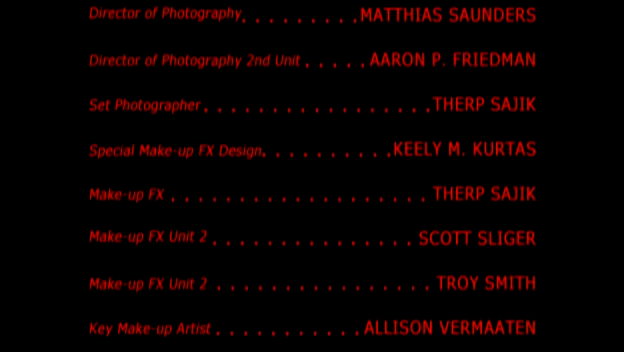 Director of Photography. . . . . . . . .MATTHIAS SAUNDERS
Director of Photography 2nd Unit . . . . . AARON P. FRIEDMAN
Set Photographer. . . . . . . . . . . . . . . . . .THERP SAJIK
Special Make-up FX Design. . . . . . . . . .KEELY M. KURTAS
Make-up FX . . . . . . . . . . . . . . . . . . . THERP SAJIK
Make-up FX Unit 2 . . . . . . . . . . . . . . . SCOTT SLIGER
Make-up FX Unit 2 . . . . . . . . . . . . . . . . TROY SMITH
Key Make-up Artist . . . . . . . . . . .ALLISON VERMAATEN